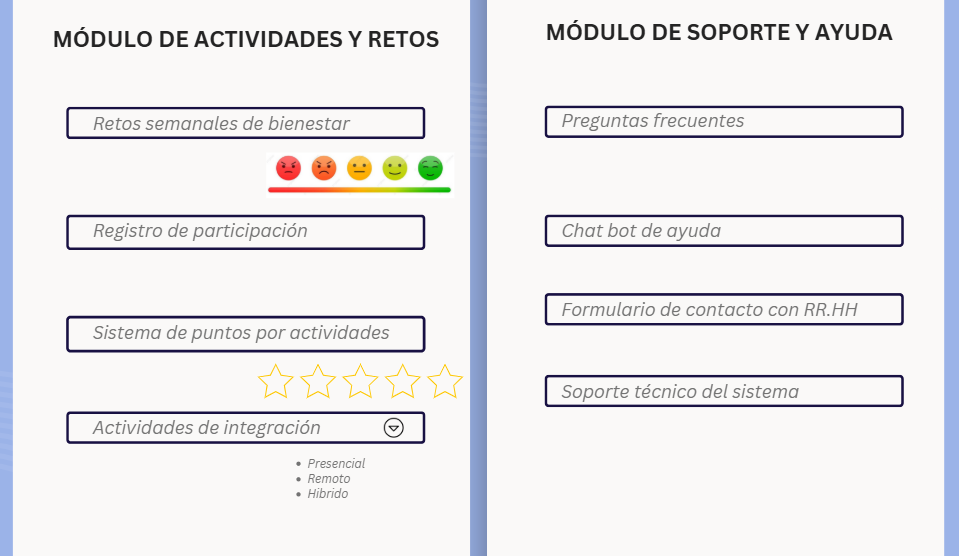 MÓDULO DE ACTIVIDADES Y RETOS
Retos semanales de bienestar
Registro de participación
Sistema de puntos por actividades
Actividades de integración
Presencial
Remoto
Hibrido
MÓDULO DE SOPORTE Y AYUDA
Preguntas frecuentes
Chat bot de ayuda
Formulario de contacto con RR.HH
Soporte técnico del sistema